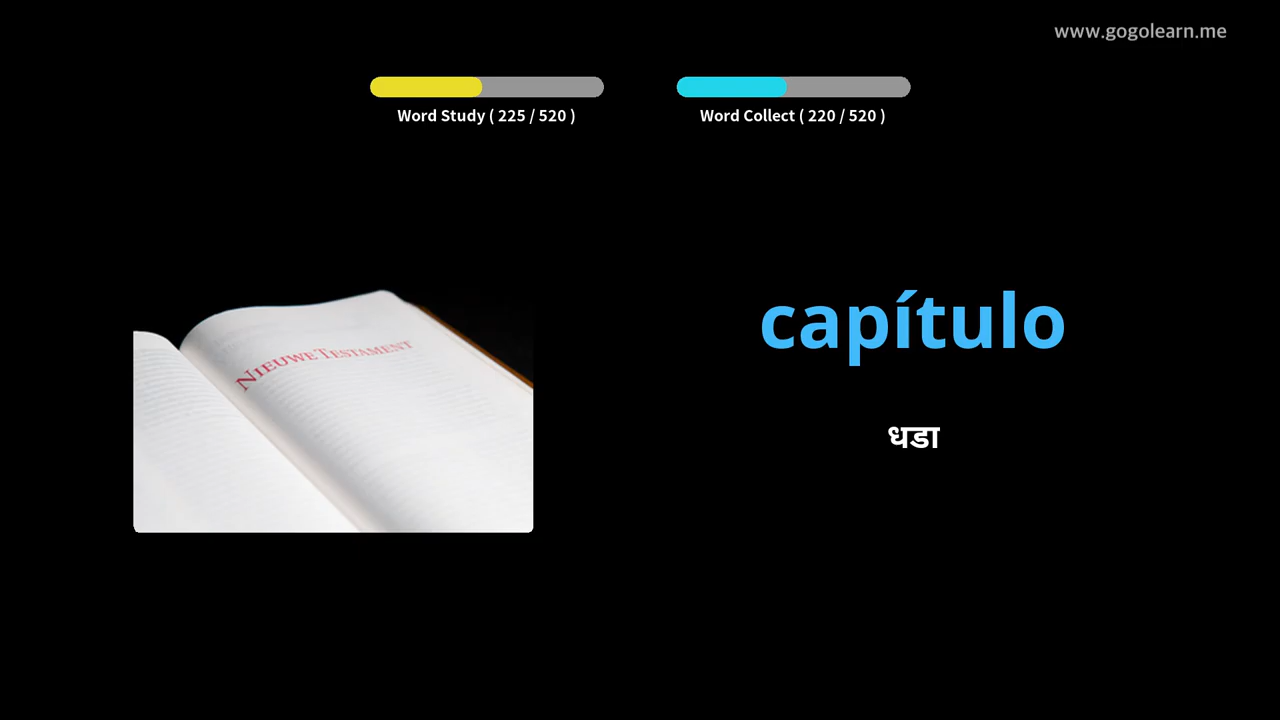 www.gogolearn.me
Word Study ( 225 / 520 )
Word Collect ( 220 / 520 )
NIEUWE TESTAMENT
capítulo
धडा